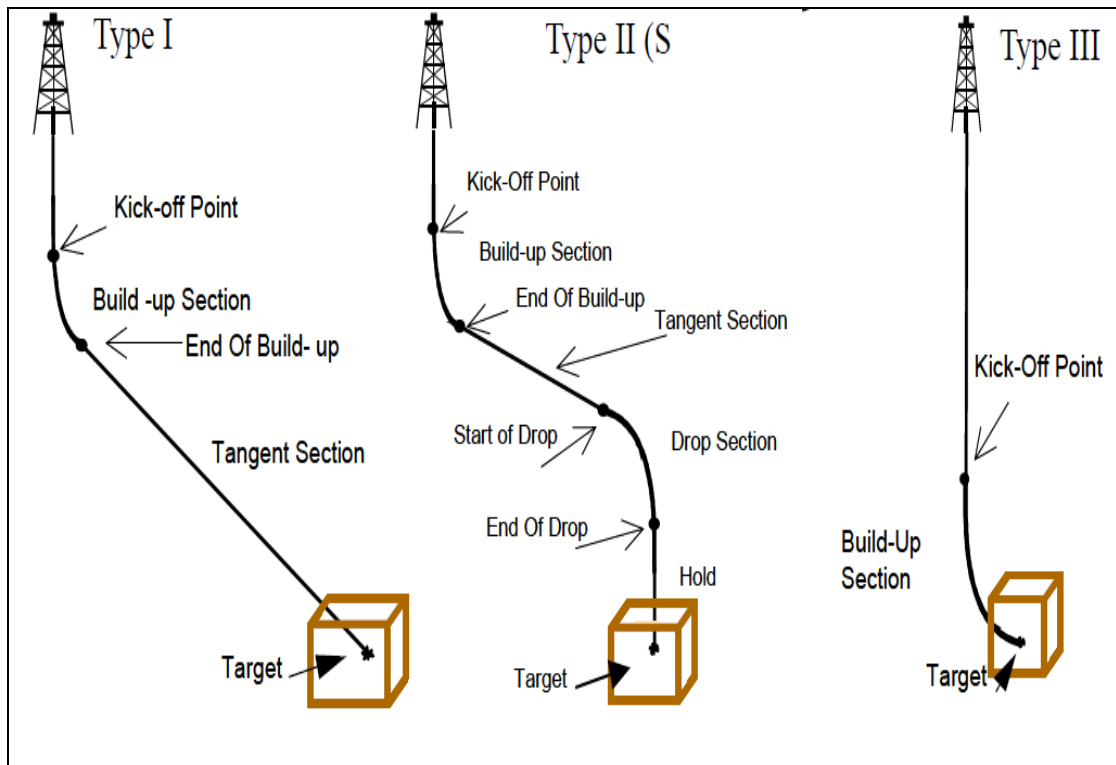 Type I
Kick-off Point
Build -up Section
End Of Build- up
Tangent Section
Target
Type II (S
Kick-Off Point
Build-up Section
End Of Build-up
Tangent Section
Start of Drop
Drop Section
End Of Drop
Hold
Target
Type III
Kick-Off Point
Build-Up
Section
Target